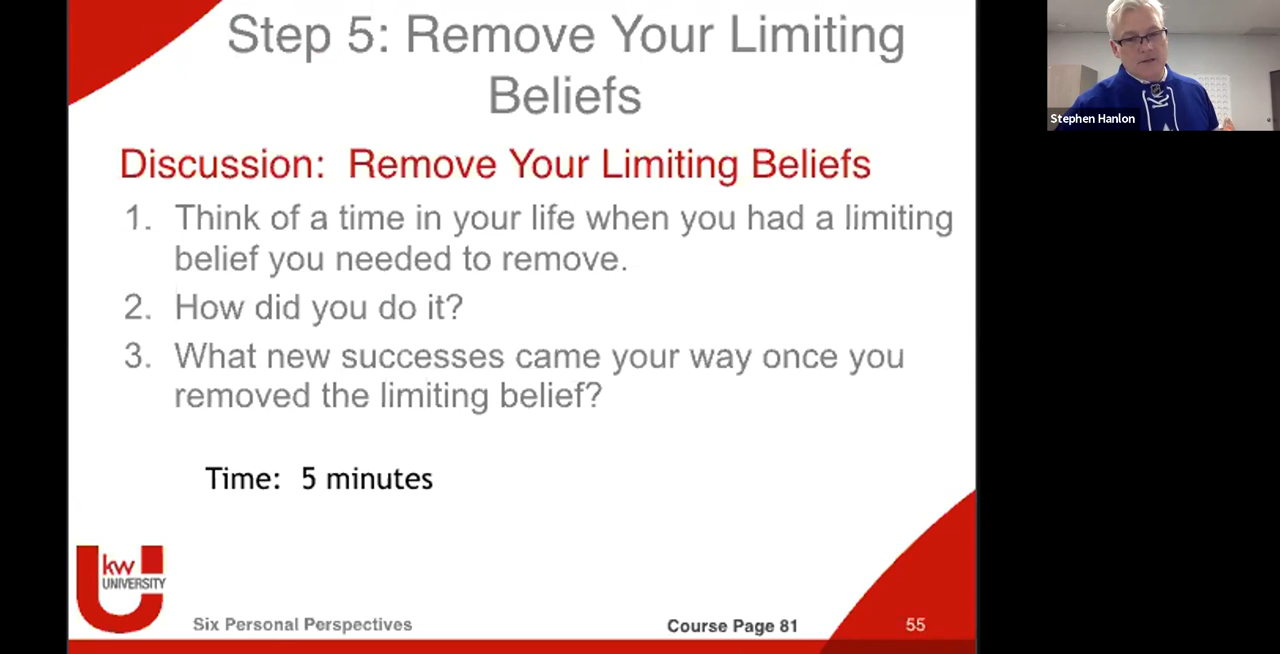 Step 5: Remove Your Limiting
Beliefs
Stephen Hanlon
Discussion: Remove Your Limiting Beliefs
1. Think of a time in your life when you had a limiting
belief you needed to remove.
2. How did you do it?
3. What new successes came your way once you
removed the limiting belief?
Time: 5 minutes
kw
UNIVERSITY
Six Personal Perspectives
Course Page 81
55